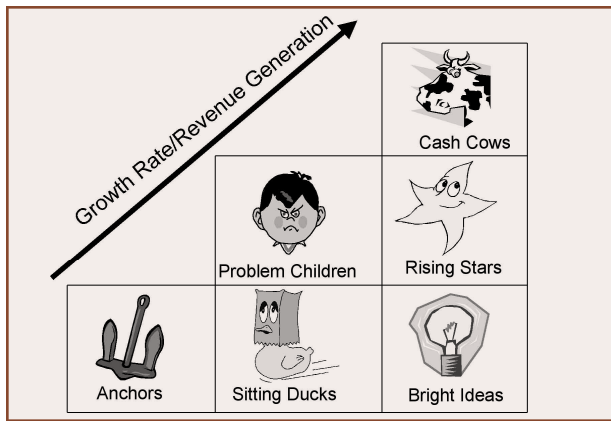 Growth Rate/Revenue Generation
Cash Cows
Problem Children
Rising Stars
Anchors
Sitting Ducks
Bright Ideas